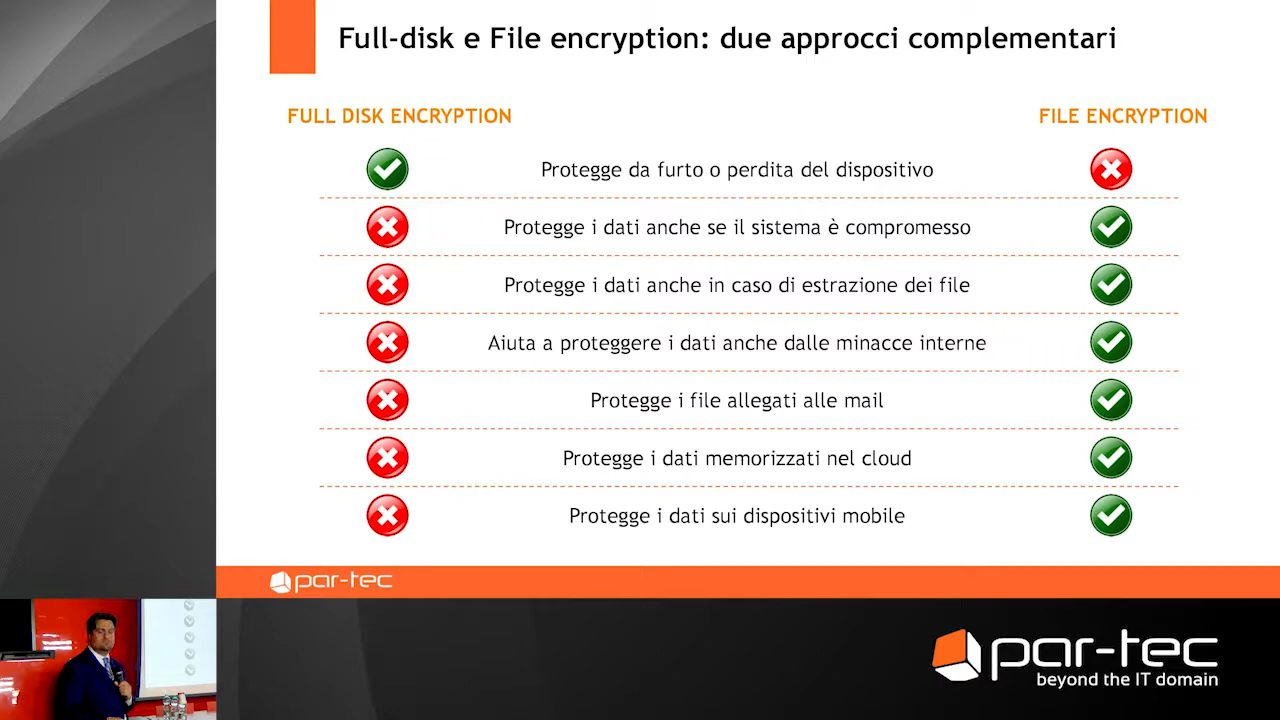 Full-disk e File encryption: due approcci complementari
FULL DISK ENCRYPTION
FILE ENCRYPTION
Protegge da furto o perdita del dispositivo
Protegge i dati anche se il sistema è compromesso
Protegge i dati anche in caso di estrazione dei file
Aiuta a proteggere i dati anche dalle minacce interne
Protegge i file allegati alle mail
Protegge i dati memorizzati nel cloud
Protegge i dati sui dispositivi mobile
par-tec
par-tec
beyond the IT domain